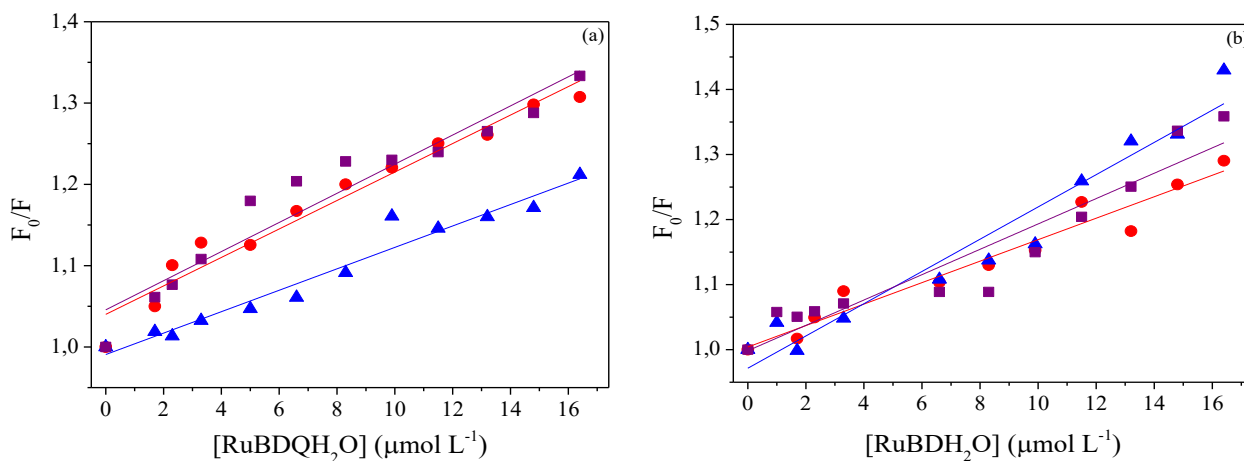 (a)
1,4
1,3
1,2
1,1
1,0
F₀/F
0 2 4 6 8 10 12 14 16
[RuBDQH₂O] (μmol L⁻¹)
(b)
1,5
1,4
1,3
1,2
1,1
1,0
F₀/F
0 2 4 6 8 10 12 14 16
[RuBDH₂O] (μmol L⁻¹)